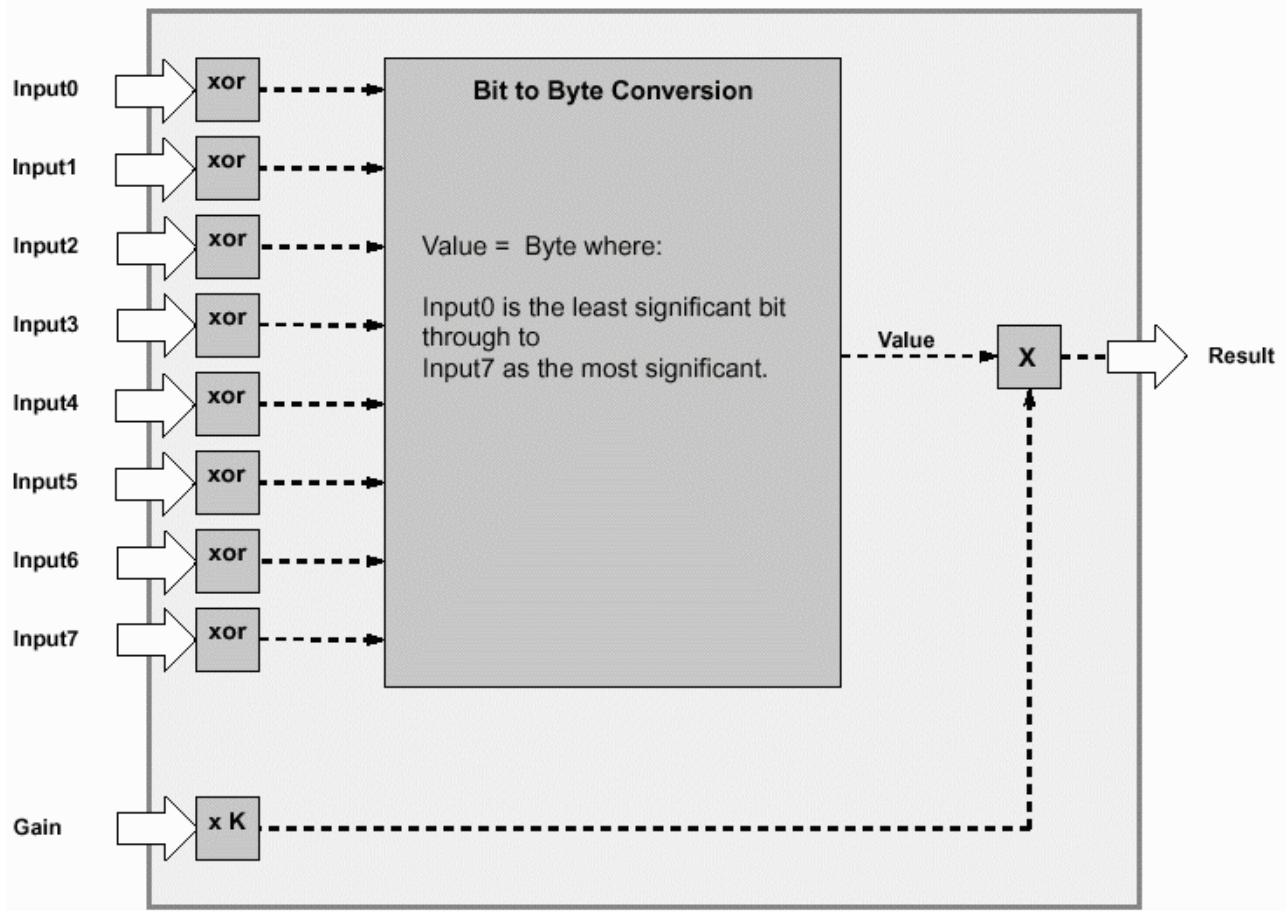 Input0
xor
Bit to Byte Conversion
Input1
xor
Input2
xor
Value = Byte where:
Input3
xor
Input0 is the least significant bit
through to
Input7 as the most significant.
Value
X
Result
Input4
xor
Input5
xor
Input6
xor
Input7
xor
Gain
x K